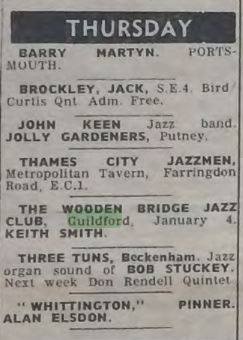 THURSDAY
BARRY MARTYN. PORTS-
MOUTH.
BROCKLEY, JACK, S.E.4. Bird/
Curtis Qnt Adm. Free.
JOHN KEEN Jazz band.
JOLLY GARDENERS, Putney.
THAMES CITY JAZZMEN,
Metropolitan Tavern, Farringdon
Road, E.C.1.
THE WOODEN BRIDGE JAZZ
CLUB, Guildford, January 4.
KEITH SMITH.
THREE TUNS, Beckenham. Jazz
organ sound of BOB STUCKEY.
Next week Don Rendell Quintet
"WHITTINGTON," PINNER.
ALAN ELSDON.